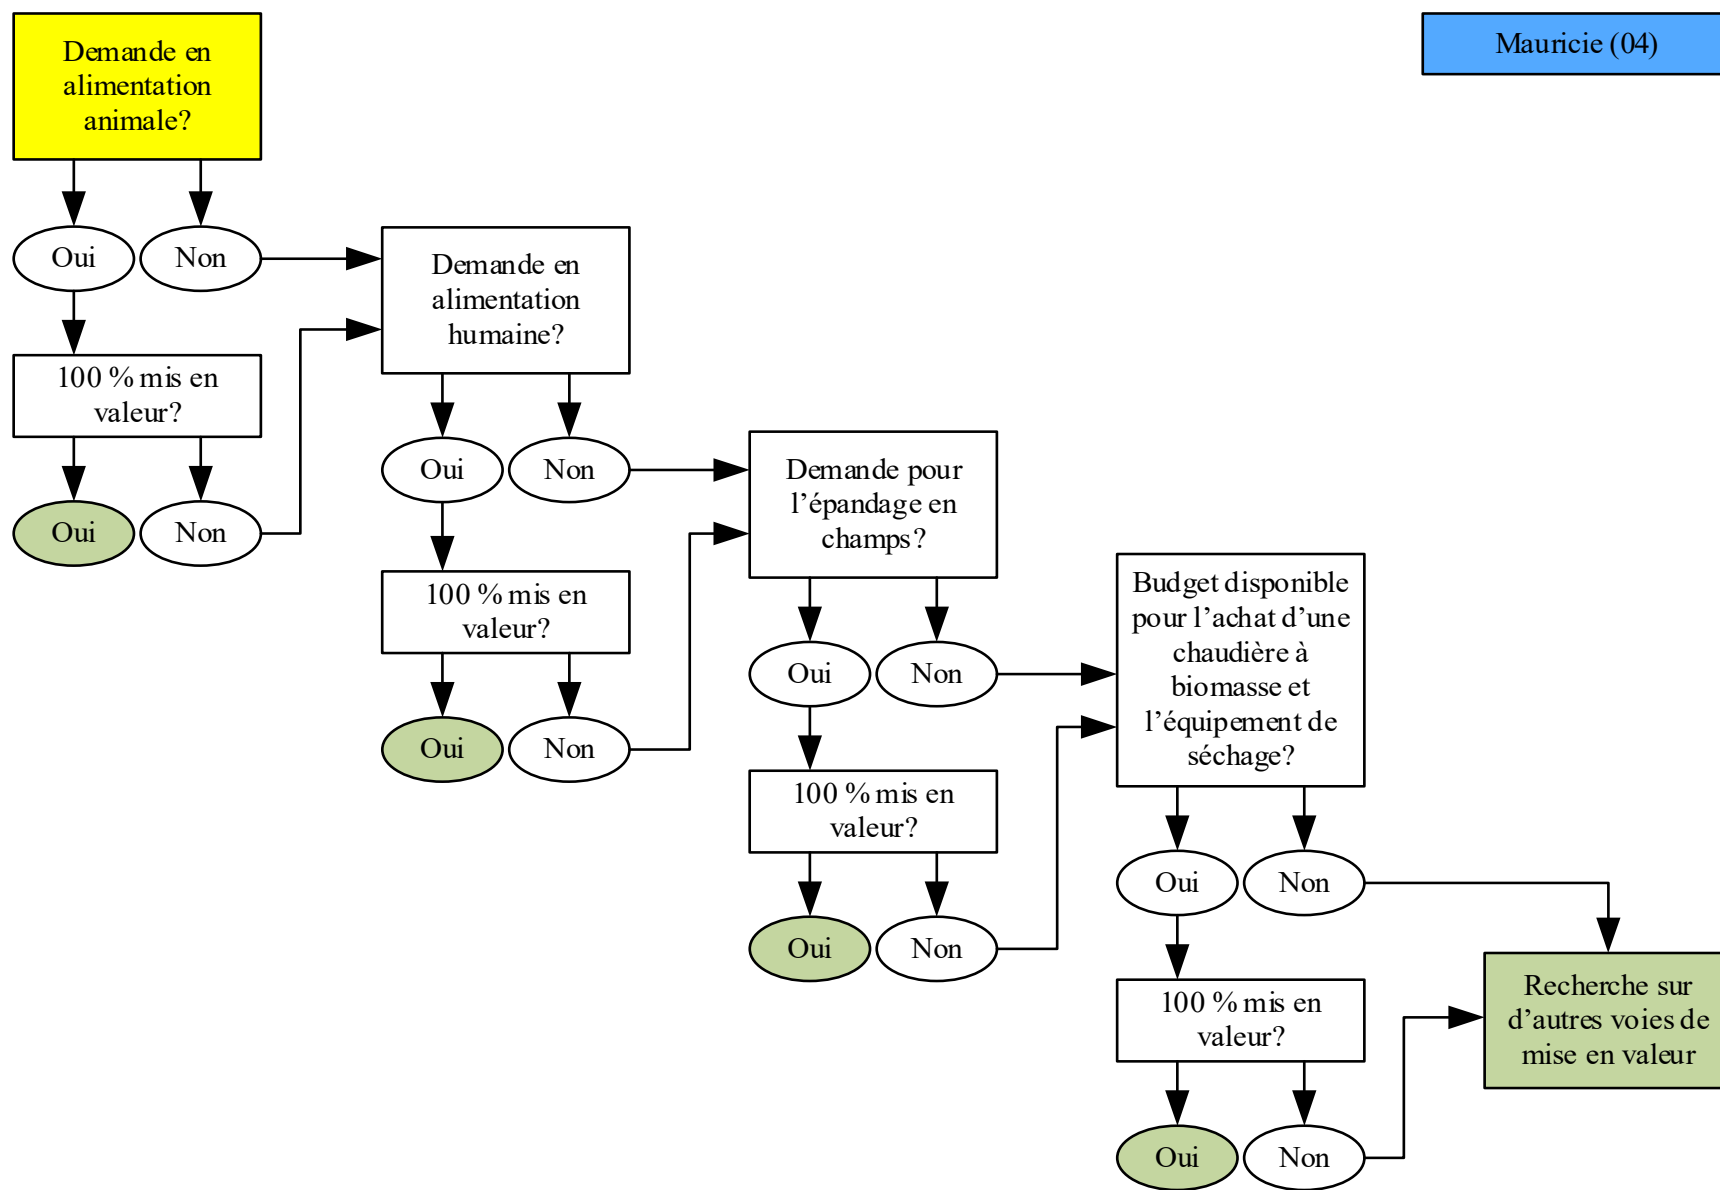 Demande en
alimentation
animale?
Mauricie (04)
Oui
Non
Demande en
alimentation
humaine?
100 % mis en
valeur?
Oui
Non
Oui
Non
Demande pour
l’épandage en
champs?
100 % mis en
valeur?
Oui
Non
Oui
Non
Budget disponible
pour l’achat d’une
chaudière à
biomasse et
l’équipement de
séchage?
100 % mis en
valeur?
Oui
Non
Oui
Non
Recherche sur
d’autres voies de
mise en valeur
100 % mis en
valeur?
Oui
Non